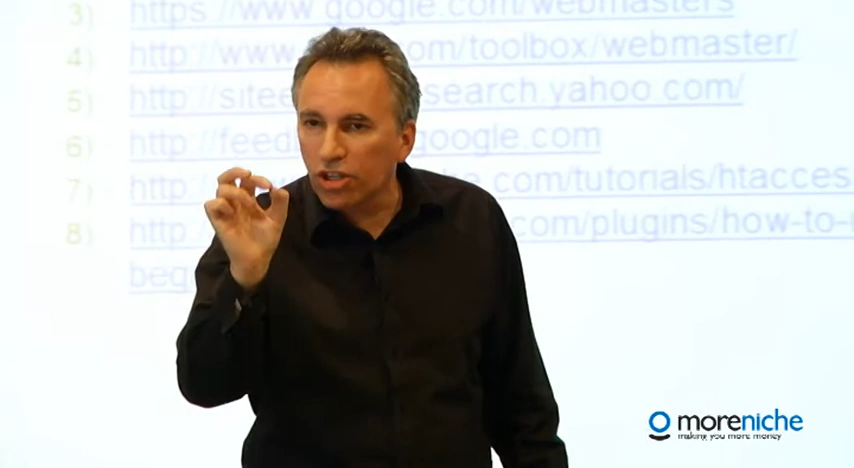 3) https://www.google.com/webmasters
4) http://www. .com/toolbox/webmaster/
5) http://site search.yahoo.com/
6) http://feed google.com
7) http:// .com/tutorials/htacces
8) http .com/plugins/how-to-
beg
moreniche
making you more money